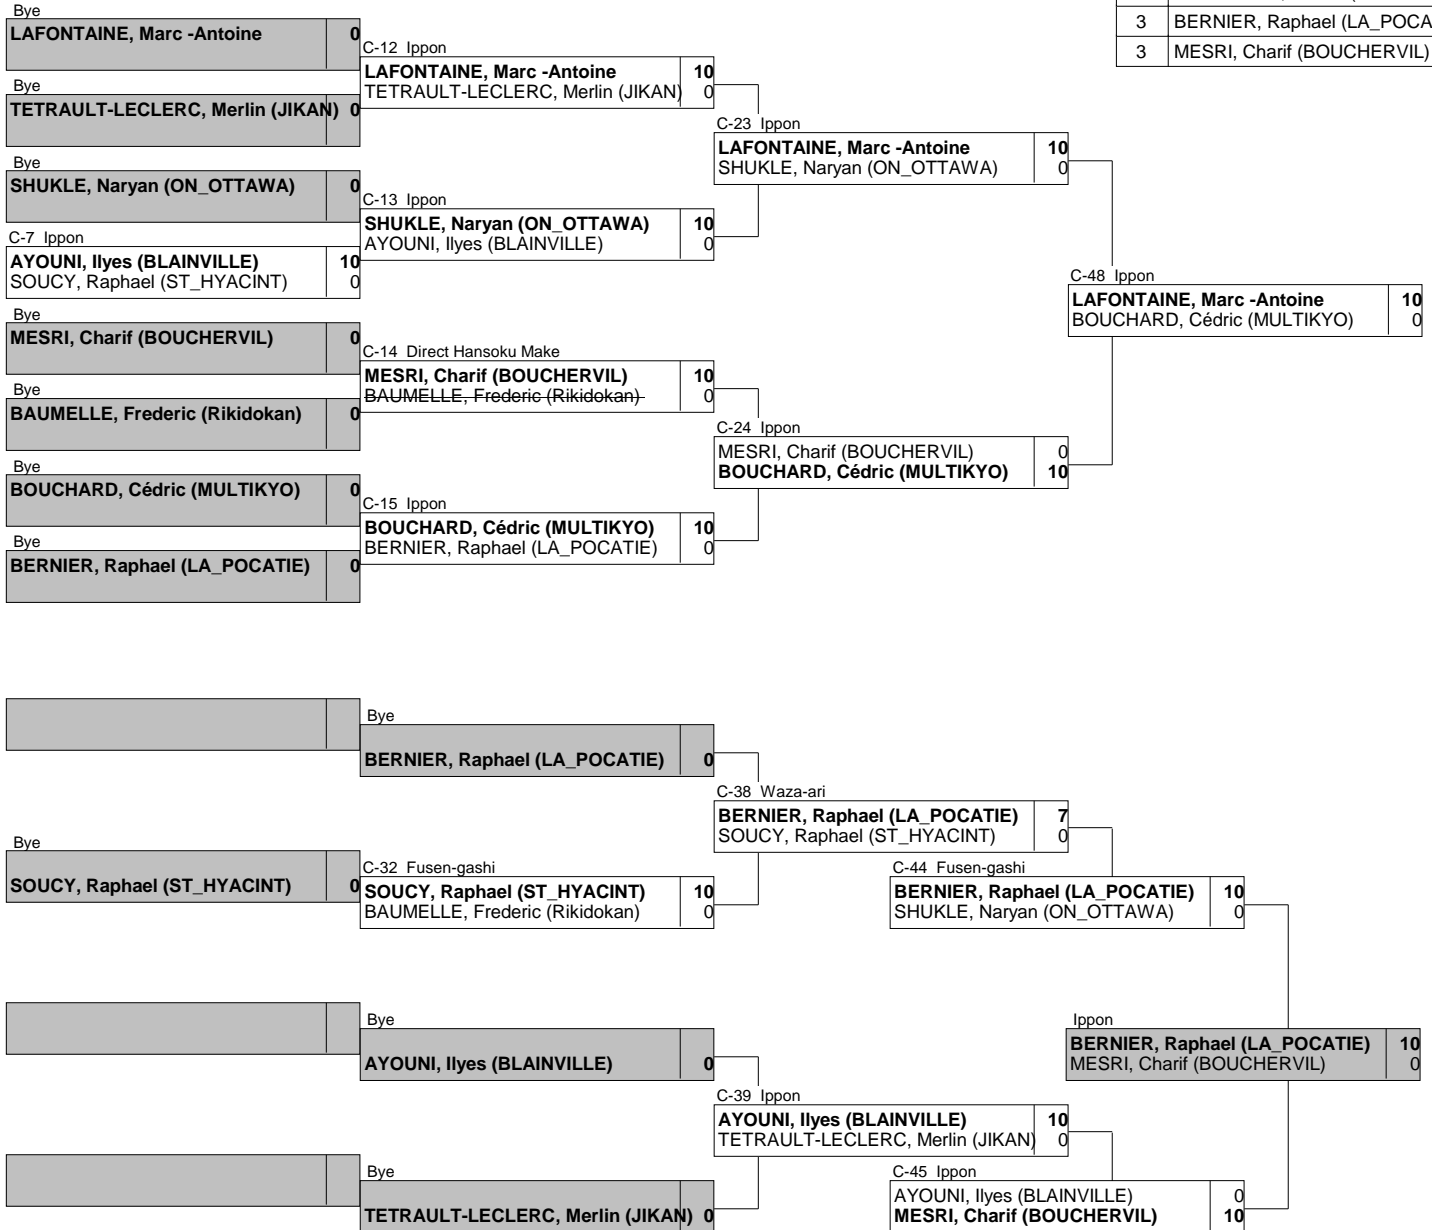 3 BERNIER, Raphael (LA_POCA
3 MESRI, Charif (BOUCHERVIL)
Bye
LAFONTAINE, Marc -Antoine 0
Bye
TETRAULT-LECLERC, Merlin (JIKAN) 0
Bye
SHUKLE, Naryan (ON_OTTAWA) 0
C-7 Ippon
AYOUNI, Ilyes (BLAINVILLE) 10
SOUCY, Raphael (ST_HYACINT) 0
Bye
MESRI, Charif (BOUCHERVIL) 0
Bye
BAUMELLE, Frederic (Rikidokan) 0
Bye
BOUCHARD, Cédric (MULTIKYO) 0
Bye
BERNIER, Raphael (LA_POCATIE) 0
C-12 Ippon
LAFONTAINE, Marc -Antoine 10
TETRAULT-LECLERC, Merlin (JIKAN) 0
C-13 Ippon
SHUKLE, Naryan (ON_OTTAWA) 10
AYOUNI, Ilyes (BLAINVILLE) 0
C-14 Direct Hansoku Make
MESRI, Charif (BOUCHERVIL) 10
BAUMELLE, Frederic (Rikidokan) 0
C-15 Ippon
BOUCHARD, Cédric (MULTIKYO) 10
BERNIER, Raphael (LA_POCATIE) 0
C-23 Ippon
LAFONTAINE, Marc -Antoine 10
SHUKLE, Naryan (ON_OTTAWA) 0
C-24 Ippon
MESRI, Charif (BOUCHERVIL) 0
BOUCHARD, Cédric (MULTIKYO) 10
C-48 Ippon
LAFONTAINE, Marc -Antoine 10
BOUCHARD, Cédric (MULTIKYO) 0
Bye
SOUCY, Raphael (ST_HYACINT) 0
Bye
BERNIER, Raphael (LA_POCATIE) 0
C-32 Fusen-gashi
SOUCY, Raphael (ST_HYACINT) 10
BAUMELLE, Frederic (Rikidokan) 0
Bye
AYOUNI, Ilyes (BLAINVILLE) 0
Bye
TETRAULT-LECLERC, Merlin (JIKAN) 0
C-38 Waza-ari
BERNIER, Raphael (LA_POCATIE) 7
SOUCY, Raphael (ST_HYACINT) 0
C-39 Ippon
AYOUNI, Ilyes (BLAINVILLE) 10
TETRAULT-LECLERC, Merlin (JIKAN) 0
C-44 Fusen-gashi
BERNIER, Raphael (LA_POCATIE) 10
SHUKLE, Naryan (ON_OTTAWA) 0
C-45 Ippon
AYOUNI, Ilyes (BLAINVILLE) 0
MESRI, Charif (BOUCHERVIL) 10
Ippon
BERNIER, Raphael (LA_POCATIE) 10
MESRI, Charif (BOUCHERVIL) 0